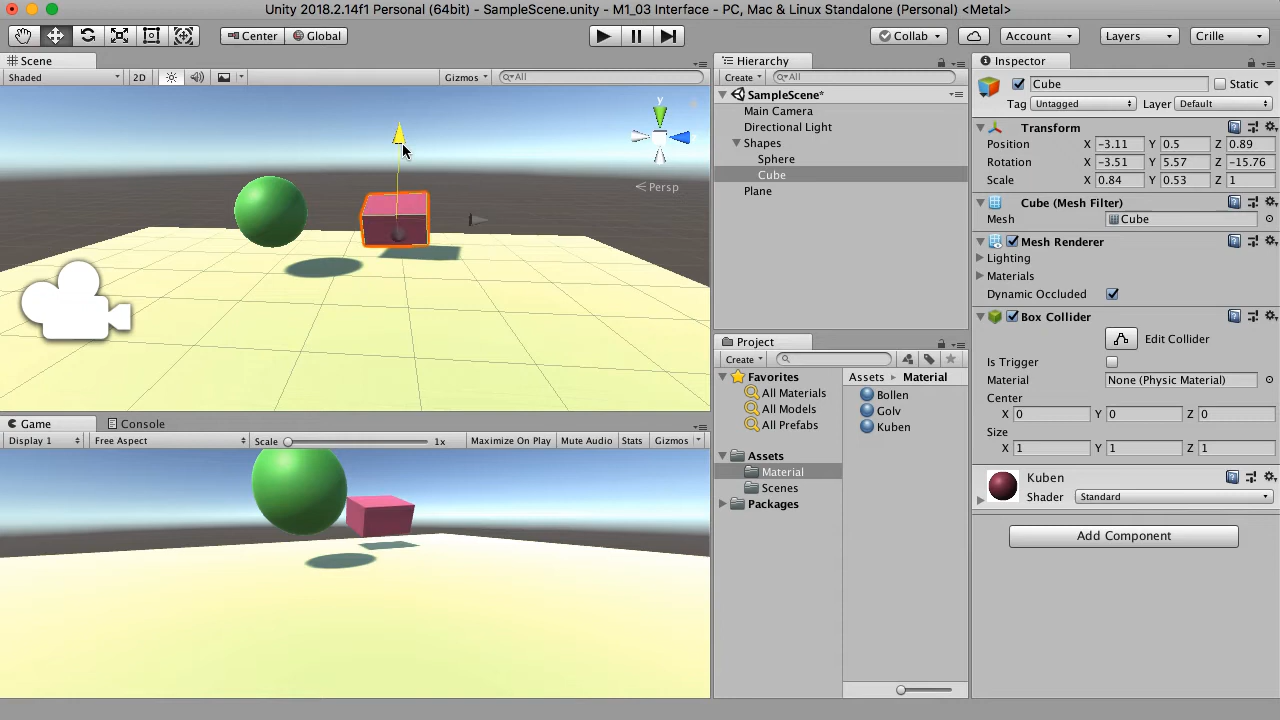 Unity 2018.2.14f1 Personal (64bit) - SampleScene.unity - M1_03 Interface - PC, Mac & Linux Standalone (Personal) <Metal>
Center Global Collab Account Layers Crille
Scene
Shaded 2D Gizmos All
y
Persp
Game Console
Display 1 Free Aspect Scale 1x Maximize On Play Mute Audio Stats Gizmos
Hierarchy
Create All
SampleScene*
Main Camera
Directional Light
Shapes
Sphere
Cube
Plane
Project
Create
Favorites
All Materials
All Models
All Prefabs
Assets
Material
Scenes
Packages
Assets ▸ Material
Bollen
Golv
Kuben
Inspector
Cube Static
Tag Untagged Layer Default
Transform
Position X -3.11 Y 0.5 Z 0.89
Rotation X -3.51 Y 5.57 Z -15.76
Scale X 0.84 Y 0.53 Z 1
Cube (Mesh Filter)
Mesh Cube
Mesh Renderer
Lighting
Materials
Dynamic Occluded
Box Collider
Edit Collider
Is Trigger
Material None (Physic Material)
Center
X 0 Y 0 Z 0
Size
X 1 Y 1 Z 1
Kuben
Shader Standard
Add Component